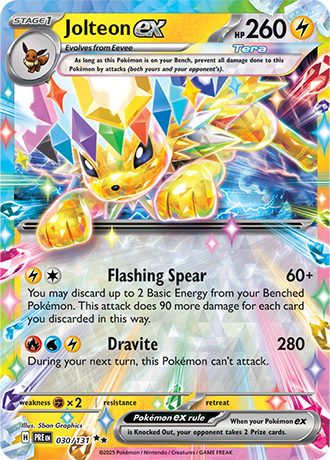 STAGE 1 Jolteon ex HP 260
Evolves from Eevee Tera
As long as this Pokémon is on your Bench, prevent all damage done to this
Pokémon by attacks (both yours and your opponent's).
Flashing Spear 60+
You may discard up to 2 Basic Energy from your Benched
Pokémon. This attack does 90 more damage for each card
you discarded in this way.
Dravite 280
During your next turn, this Pokémon can't attack.
weakness ×2 resistance retreat
Illus. 5ban Graphics
Pokémon ex rule When your Pokémon ex
is Knocked Out, your opponent takes 2 Prize cards.
H PRE EN 030/131
©2025 Pokémon / Nintendo / Creatures / GAME FREAK